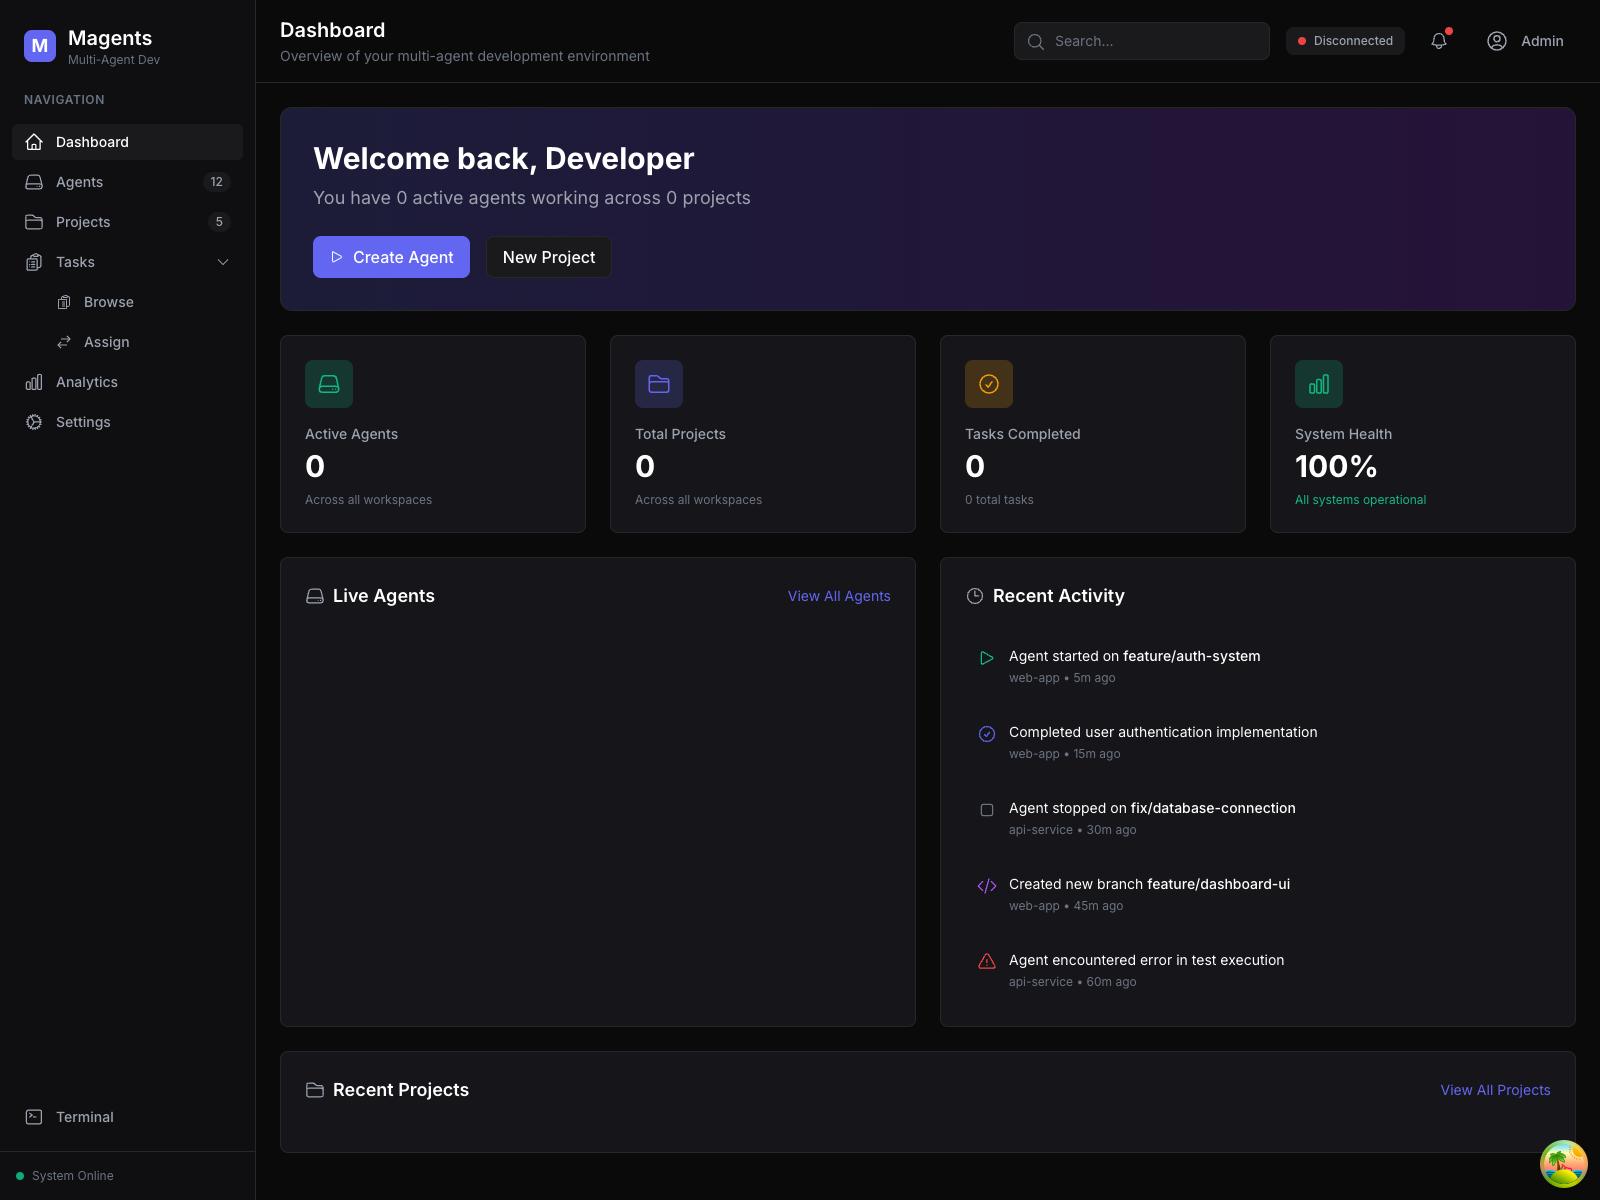 M
Magents
Multi-Agent Dev
NAVIGATION
Dashboard
Agents 12
Projects 5
Tasks
Browse
Assign
Analytics
Settings
Terminal
System Online
Dashboard
Overview of your multi-agent development environment
Search...
Disconnected
Admin
Welcome back, Developer
You have 0 active agents working across 0 projects
Create Agent
New Project
Active Agents
0
Across all workspaces
Total Projects
0
Across all workspaces
Tasks Completed
0
0 total tasks
System Health
100%
All systems operational
Live Agents
View All Agents
Recent Activity
Agent started on feature/auth-system
web-app • 5m ago
Completed user authentication implementation
web-app • 15m ago
Agent stopped on fix/database-connection
api-service • 30m ago
Created new branch feature/dashboard-ui
web-app • 45m ago
Agent encountered error in test execution
api-service • 60m ago
Recent Projects
View All Projects